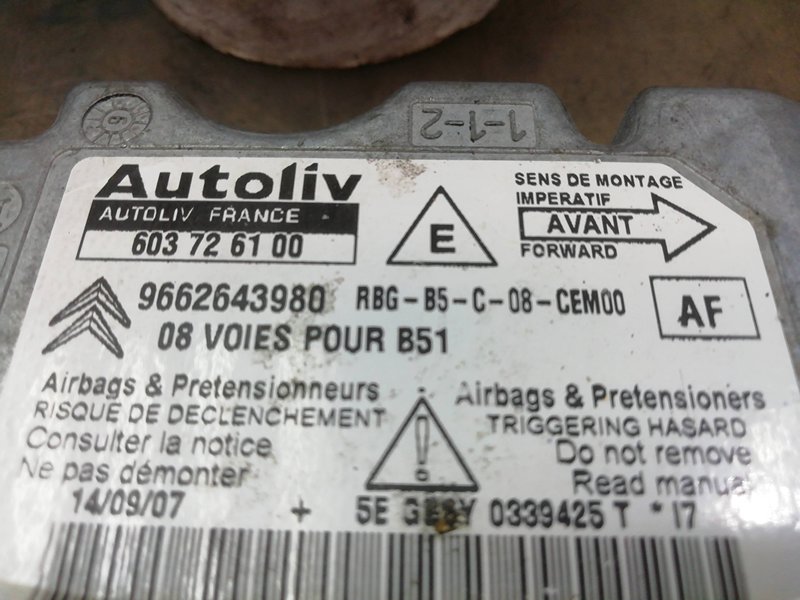 1-1-2
Autoliv
AUTOLIV FRANCE
603 72 61 00
E
SENS DE MONTAGE
IMPERATIF
AVANT
FORWARD
9662643980 RBG-B5-C-08-CEM00
AF
08 VOIES POUR B51
Airbags & Pretensionneurs
RISQUE DE DECLENCHEMENT
Consulter la notice
Ne pas démonter
14/09/07
!
Airbags & Pretensioners
TRIGGERING HASARD
Do not remove
Read manual
+ 5E 0339425 T *17